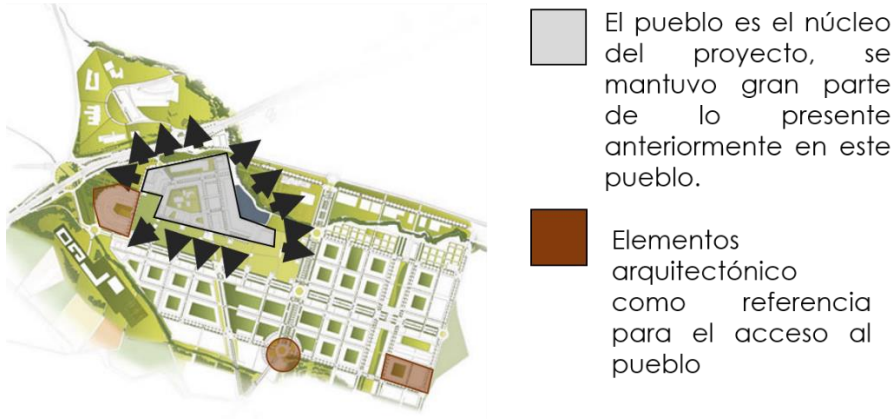 El pueblo es el núcleo
del proyecto, se
mantuvo gran parte
de lo presente
anteriormente en este
pueblo.
Elementos
arquitectónico
como referencia
para el acceso al
pueblo